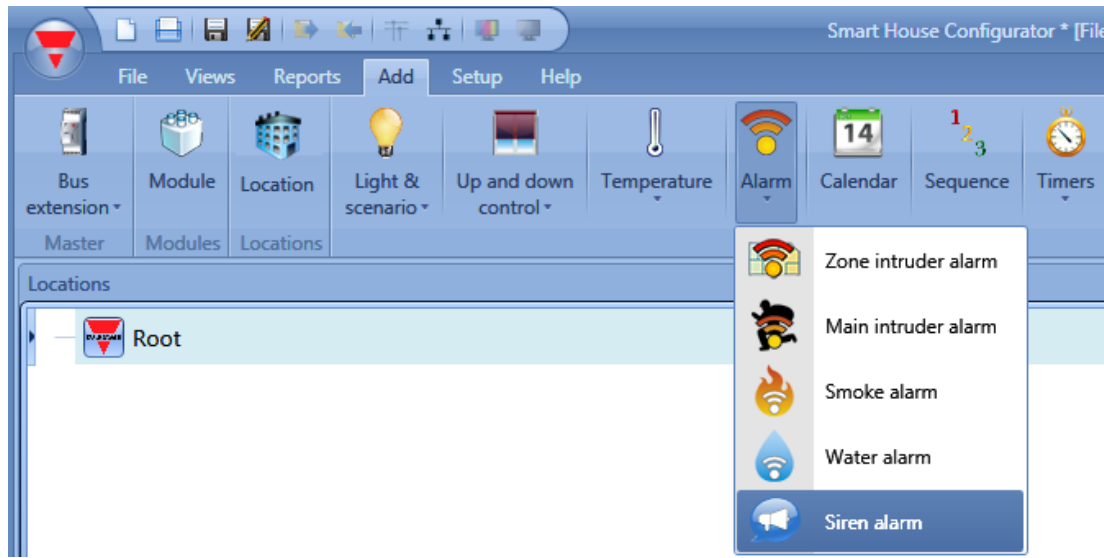 Smart House Configurator * [File
File Views Reports Add Setup Help
14
1
2
3
Bus extension
Module
Location
Light & scenario
Up and down control
Temperature
Alarm
Calendar
Sequence
Timers
Master
Modules
Locations
Locations
Root
Zone intruder alarm
Main intruder alarm
Smoke alarm
Water alarm
Siren alarm